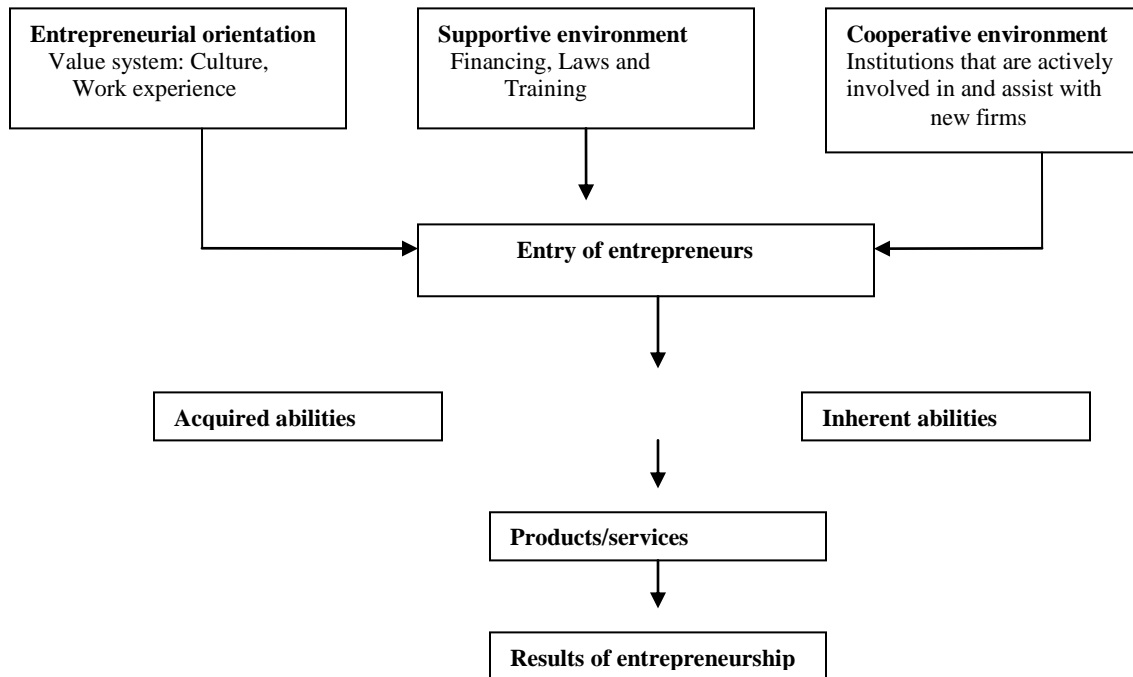 Entrepreneurial orientation
Value system: Culture,
Work experience
Supportive environment
Financing, Laws and
Training
Cooperative environment
Institutions that are actively
involved in and assist with
new firms
Entry of entrepreneurs
Acquired abilities
Inherent abilities
Products/services
Results of entrepreneurship